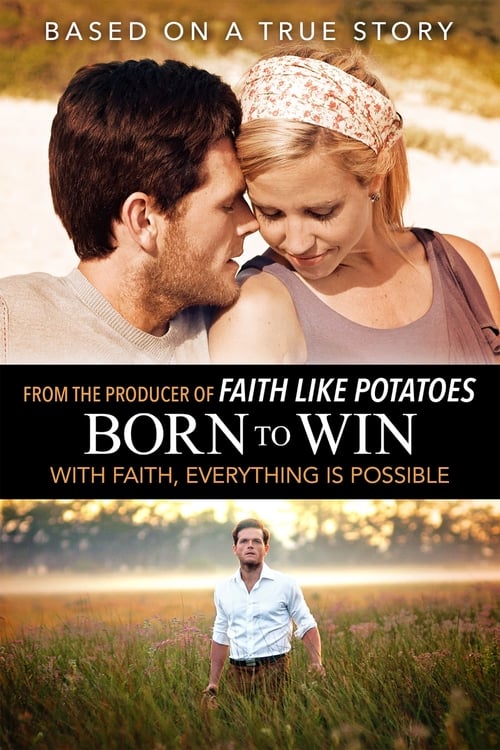 BASED ON A TRUE STORY
FROM THE PRODUCER OF FAITH LIKE POTATOES
BORN TO WIN
WITH FAITH, EVERYTHING IS POSSIBLE